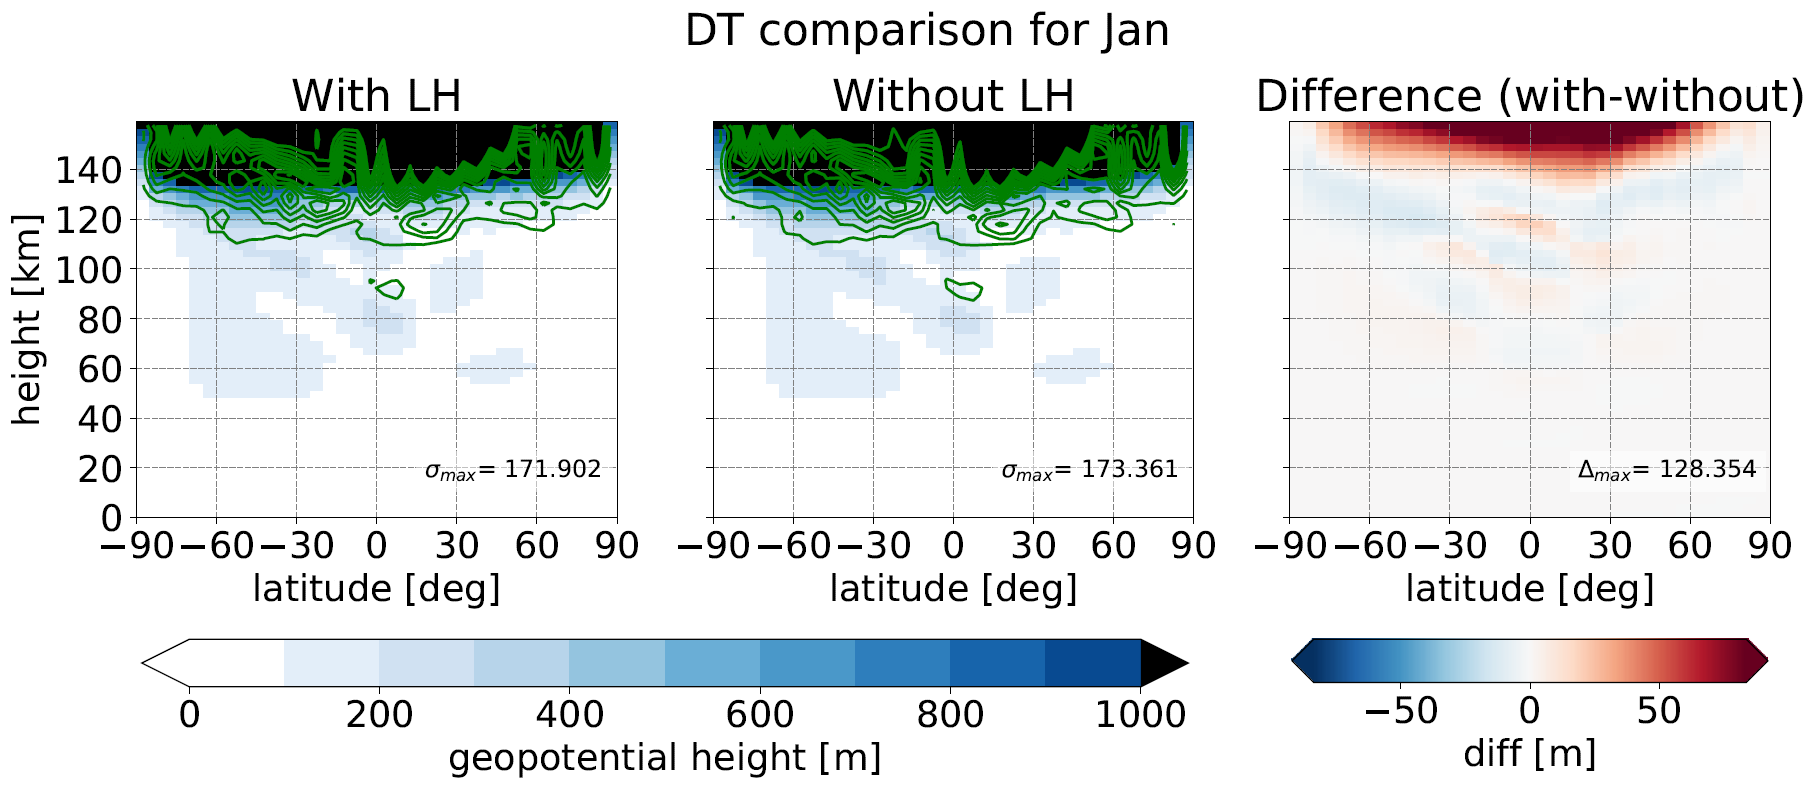 DT comparison for Jan
With LH
Without LH
Difference (with-without)
height [km]
140
120
100
80
60
40
20
0
σmax= 171.902
σmax= 173.361
Δmax= 128.354
−90 −60 −30 0 30 60 90
−90 −60 −30 0 30 60 90
−90 −60 −30 0 30 60 90
latitude [deg]
latitude [deg]
latitude [deg]
0 200 400 600 800 1000
geopotential height [m]
−50 0 50
diff [m]